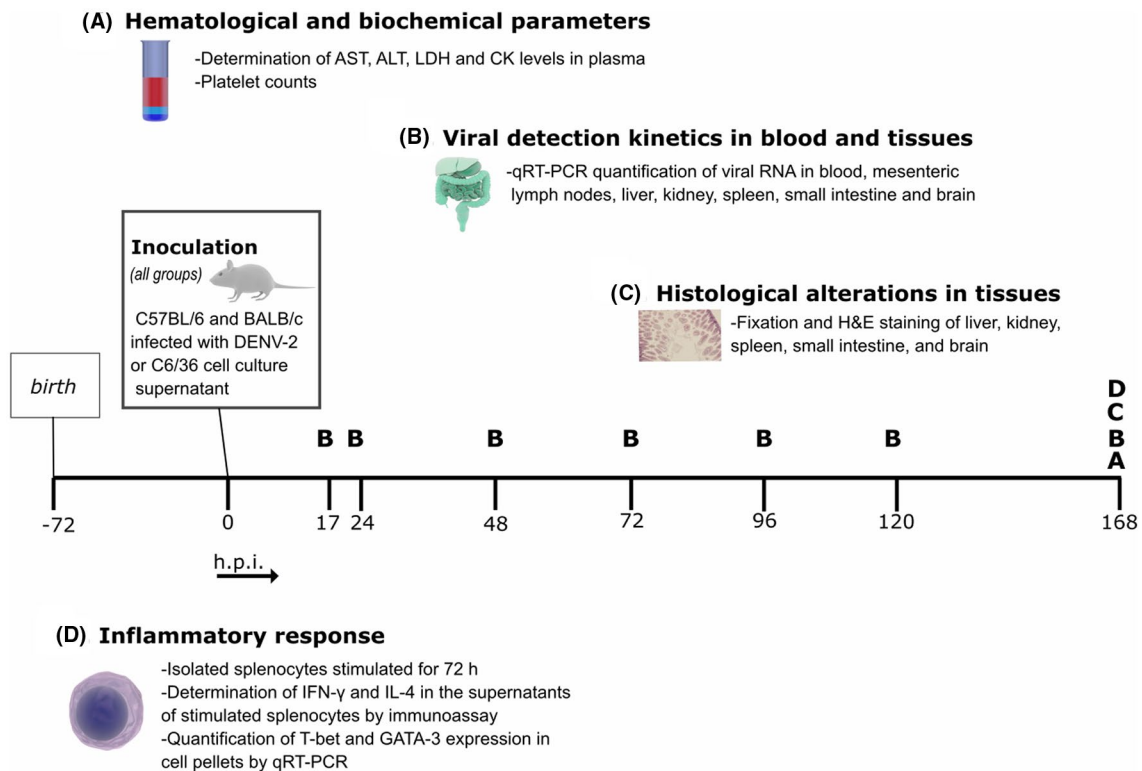 (A) Hematological and biochemical parameters
-Determination of AST, ALT, LDH and CK levels in plasma
-Platelet counts
(B) Viral detection kinetics in blood and tissues
-qRT-PCR quantification of viral RNA in blood, mesenteric
lymph nodes, liver, kidney, spleen, small intestine and brain
Inoculation
(all groups)
C57BL/6 and BALB/c
infected with DENV-2
or C6/36 cell culture
supernatant
(C) Histological alterations in tissues
-Fixation and H&E staining of liver, kidney,
spleen, small intestine, and brain
birth
D
C
B B B B B B B
A
-72 0 17 24 48 72 96 120 168
h.p.i.
(D) Inflammatory response
-Isolated splenocytes stimulated for 72 h
-Determination of IFN-γ and IL-4 in the supernatants
of stimulated splenocytes by immunoassay
-Quantification of T-bet and GATA-3 expression in
cell pellets by qRT-PCR